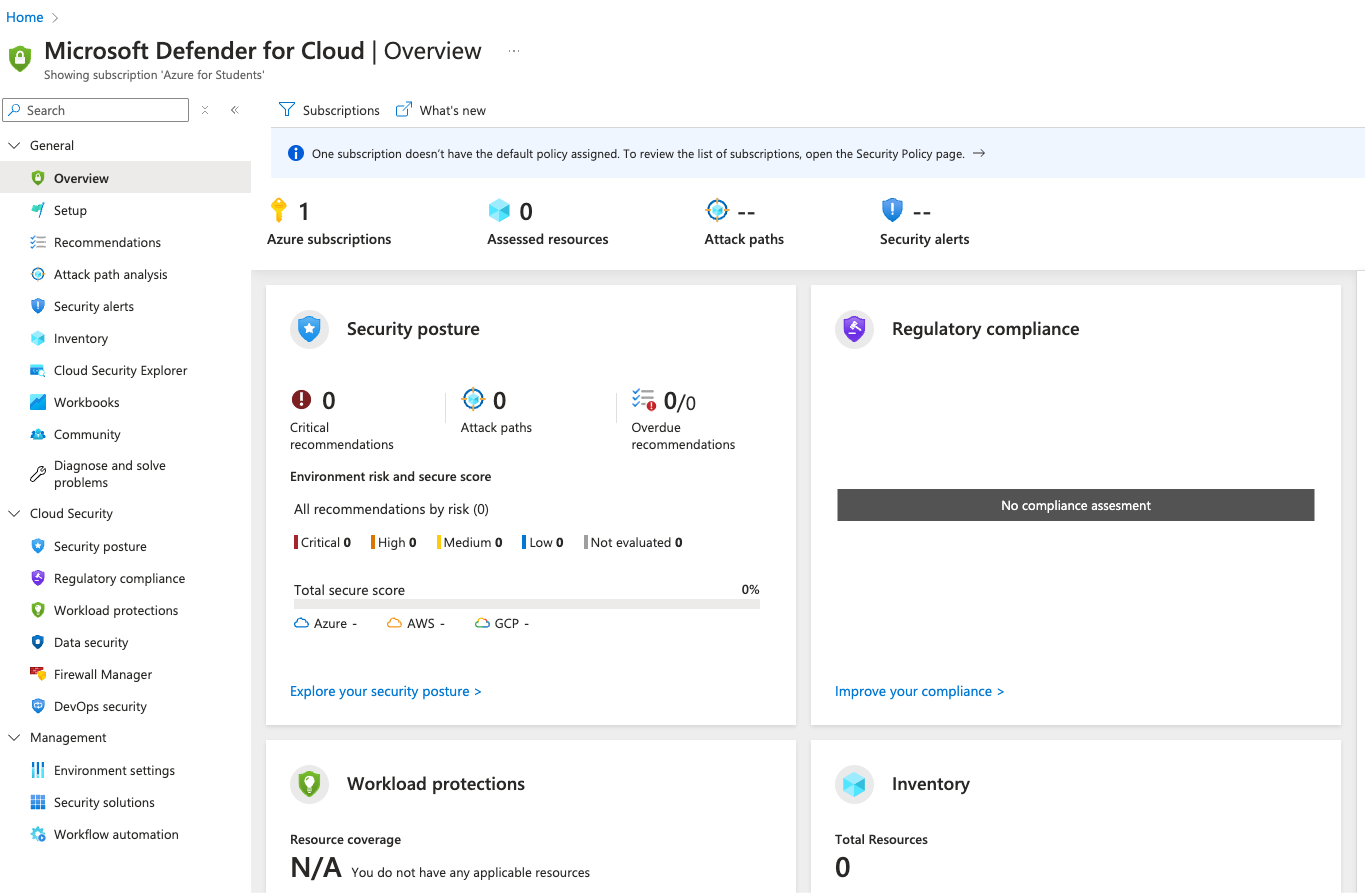 Home
Microsoft Defender for Cloud | Overview ...
Showing subscription 'Azure for Students'
Search
General
Overview
Setup
Recommendations
Attack path analysis
Security alerts
Inventory
Cloud Security Explorer
Workbooks
Community
Diagnose and solve
problems
Cloud Security
Security posture
Regulatory compliance
Workload protections
Data security
Firewall Manager
DevOps security
Management
Environment settings
Security solutions
Workflow automation
Subscriptions What's new
One subscription doesn't have the default policy assigned. To review the list of subscriptions, open the Security Policy page. →
1 0 -- --
Azure subscriptions Assessed resources Attack paths Security alerts
Security posture
0 0 0/0
Critical Attack paths Overdue
recommendations recommendations
Environment risk and secure score
All recommendations by risk (0)
Critical 0 High 0 Medium 0 Low 0 Not evaluated 0
Total secure score 0%
Azure - AWS - GCP -
Explore your security posture >
Regulatory compliance
No compliance assesment
Improve your compliance >
Workload protections
Resource coverage
N/A You do not have any applicable resources
Inventory
Total Resources
0